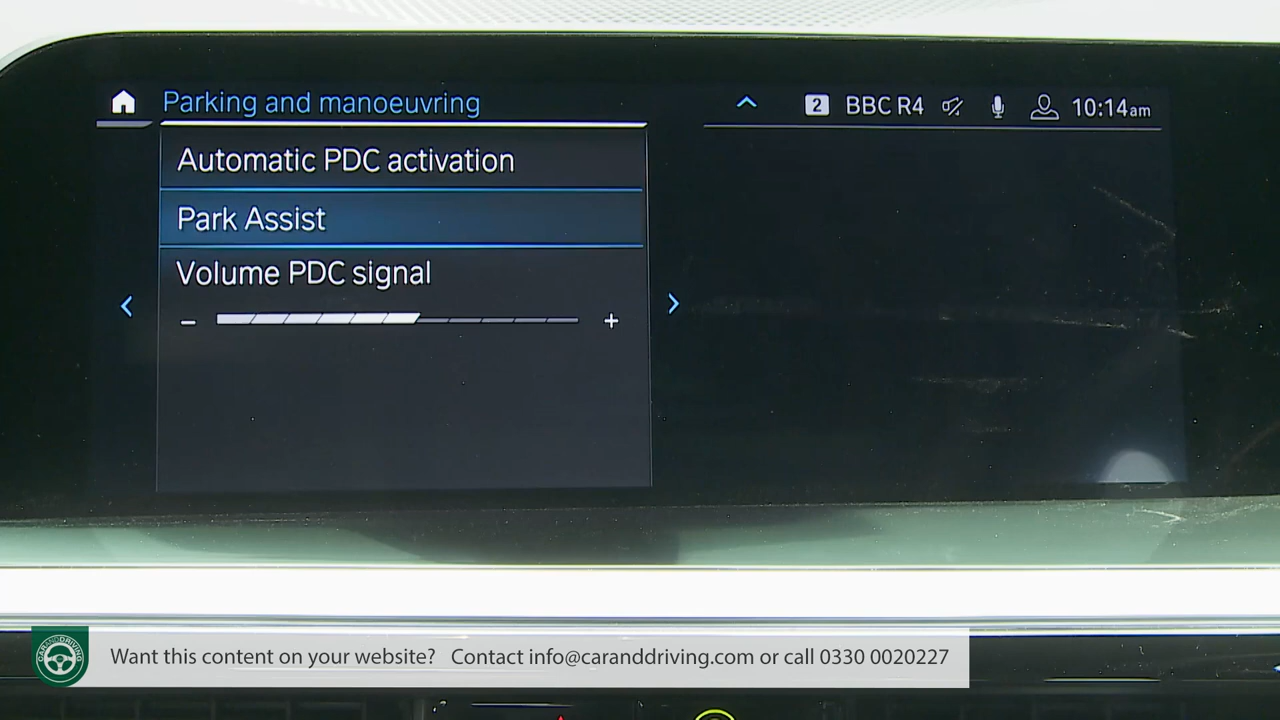 Parking and manoeuvring
2 BBC R4 10:14am
Automatic PDC activation
Park Assist
Volume PDC signal
- +
CARANDDRIVING
Want this content on your website? Contact info@caranddriving.com or call 0330 0020227